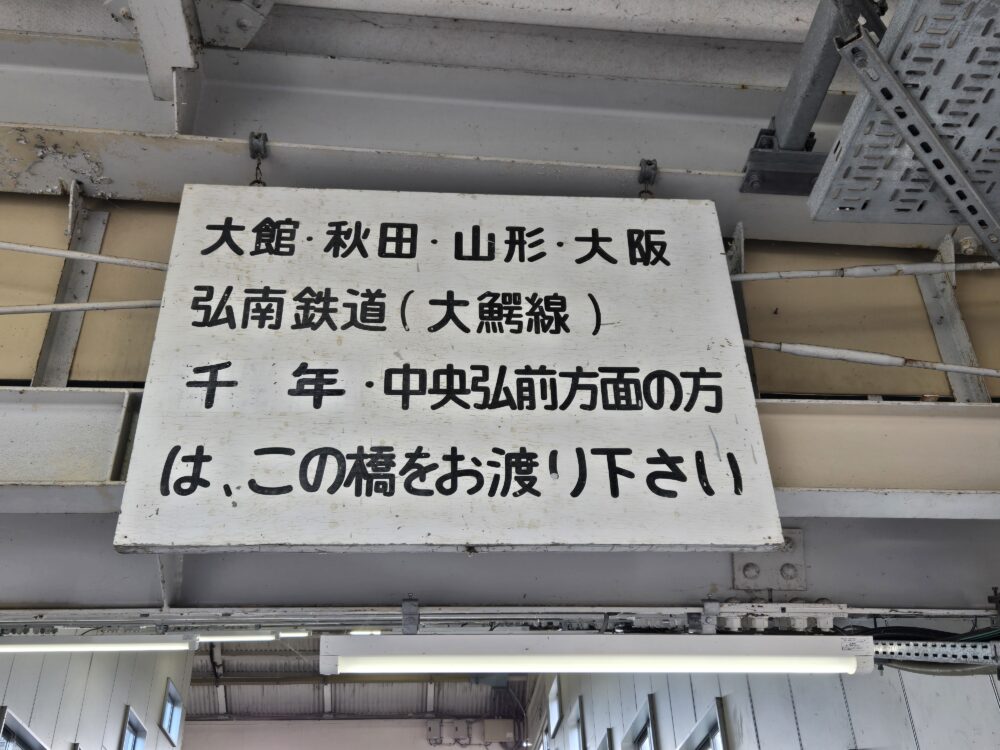 大館・秋田・山形・大阪
弘南鉄道(大鰐線)
千年・中央弘前方面の方
は、この橋をお渡り下さい